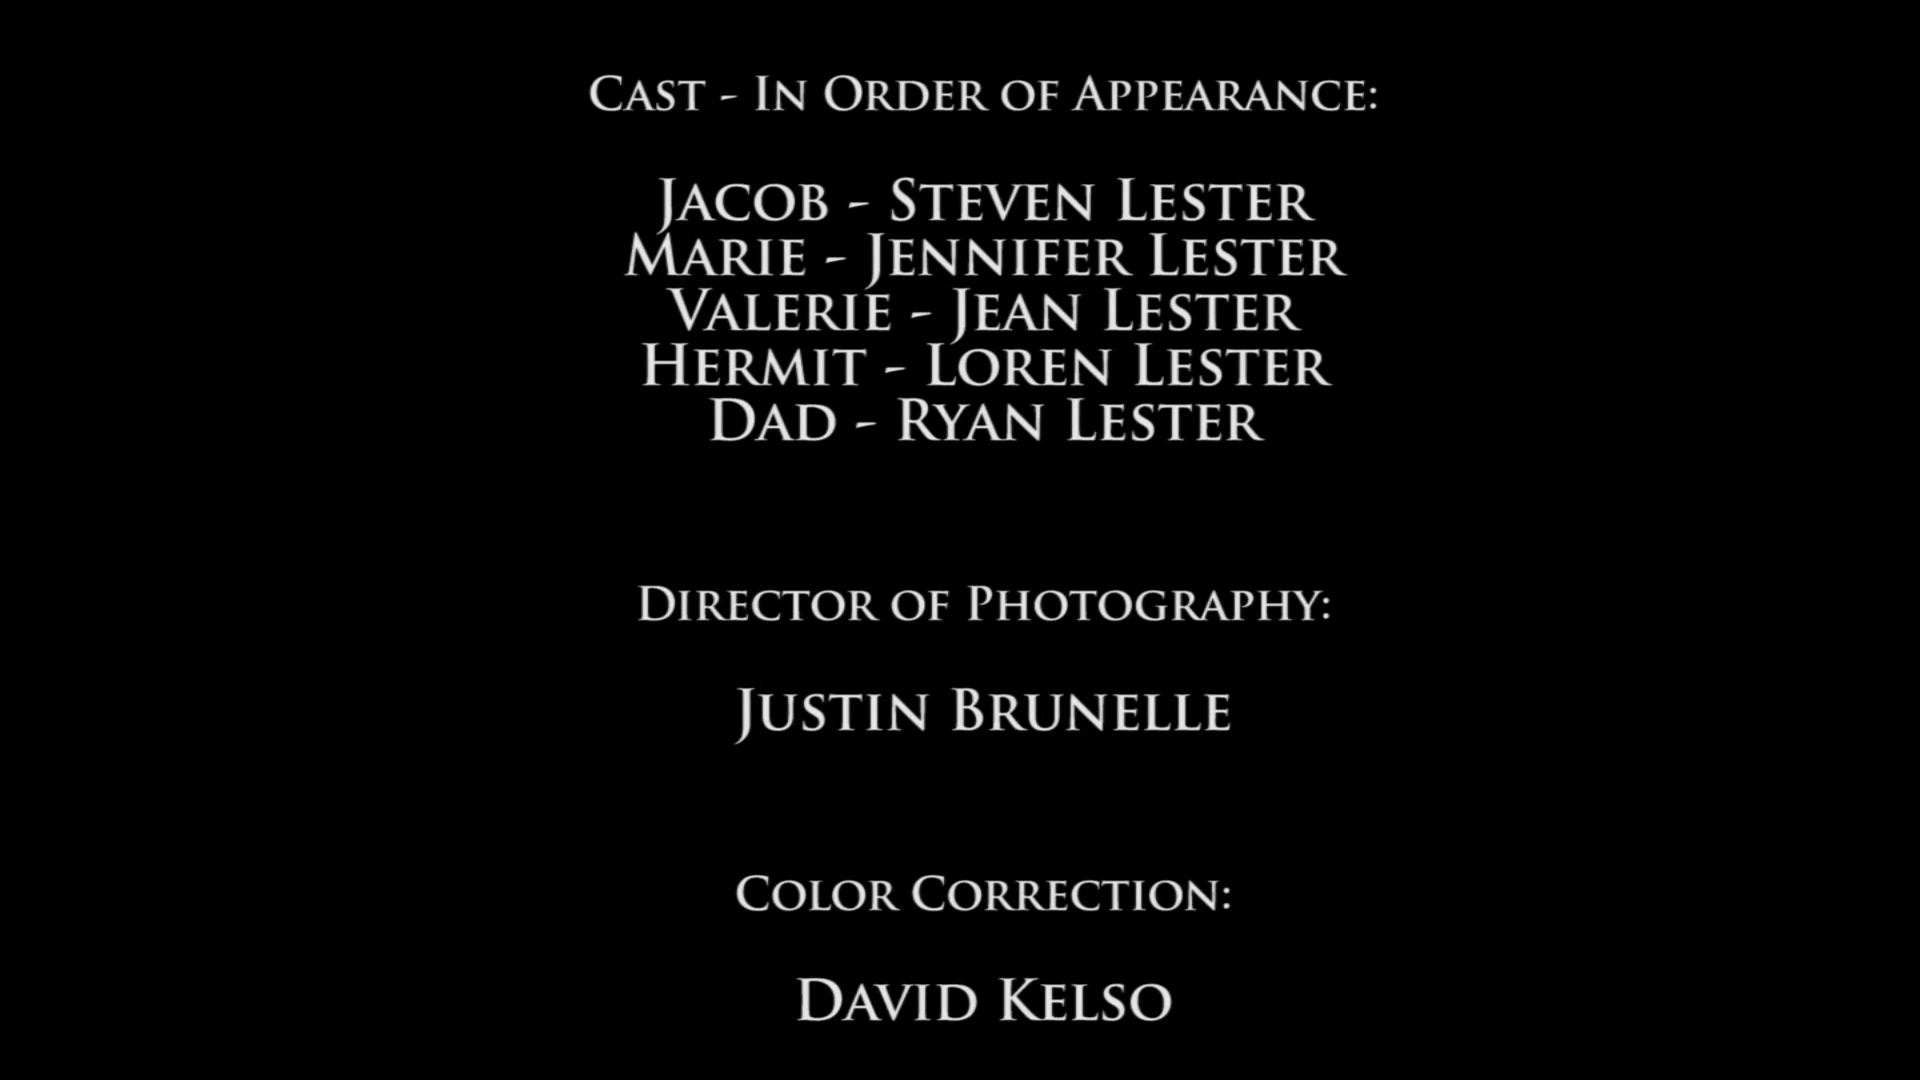 Cast - In Order of Appearance:
Jacob - Steven Lester
Marie - Jennifer Lester
Valerie - Jean Lester
Hermit - Loren Lester
Dad - Ryan Lester
Director of Photography:
Justin Brunelle
Color Correction:
David Kelso